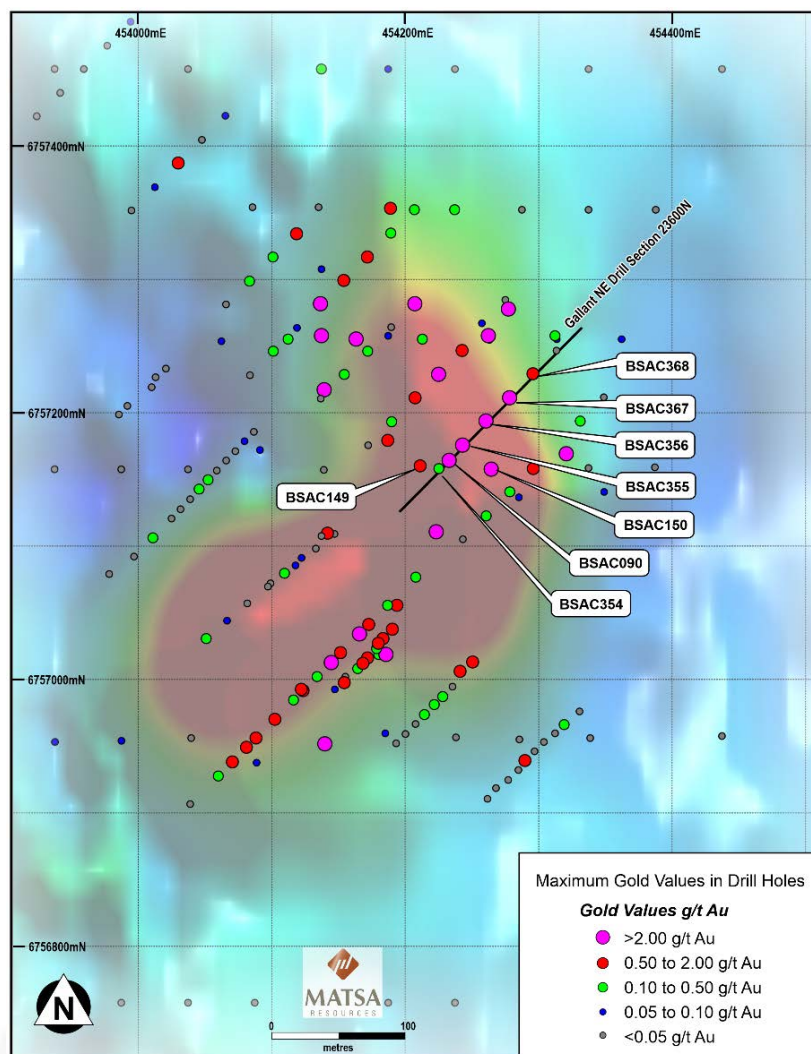 454000mE
454200mE
454400mE
6757400mN
Gallant NE Drill Section 23600N
BSAC368
6757200mN
BSAC367
BSAC356
BSAC355
BSAC149
BSAC150
BSAC090
BSAC354
6757000mN
6756800mN
N
MATSA
RESOURCES
0
100
metres
Maximum Gold Values in Drill Holes
Gold Values g/t Au
>2.00 g/t Au
0.50 to 2.00 g/t Au
0.10 to 0.50 g/t Au
0.05 to 0.10 g/t Au
<0.05 g/t Au